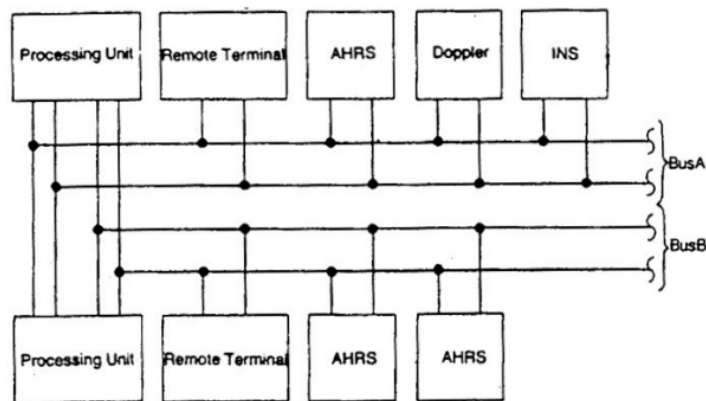 Processing Unit
Remote Terminal
AHRS
Doppler
INS
BusA
BusB
Processing Unit
Remote Terminal
AHRS
AHRS